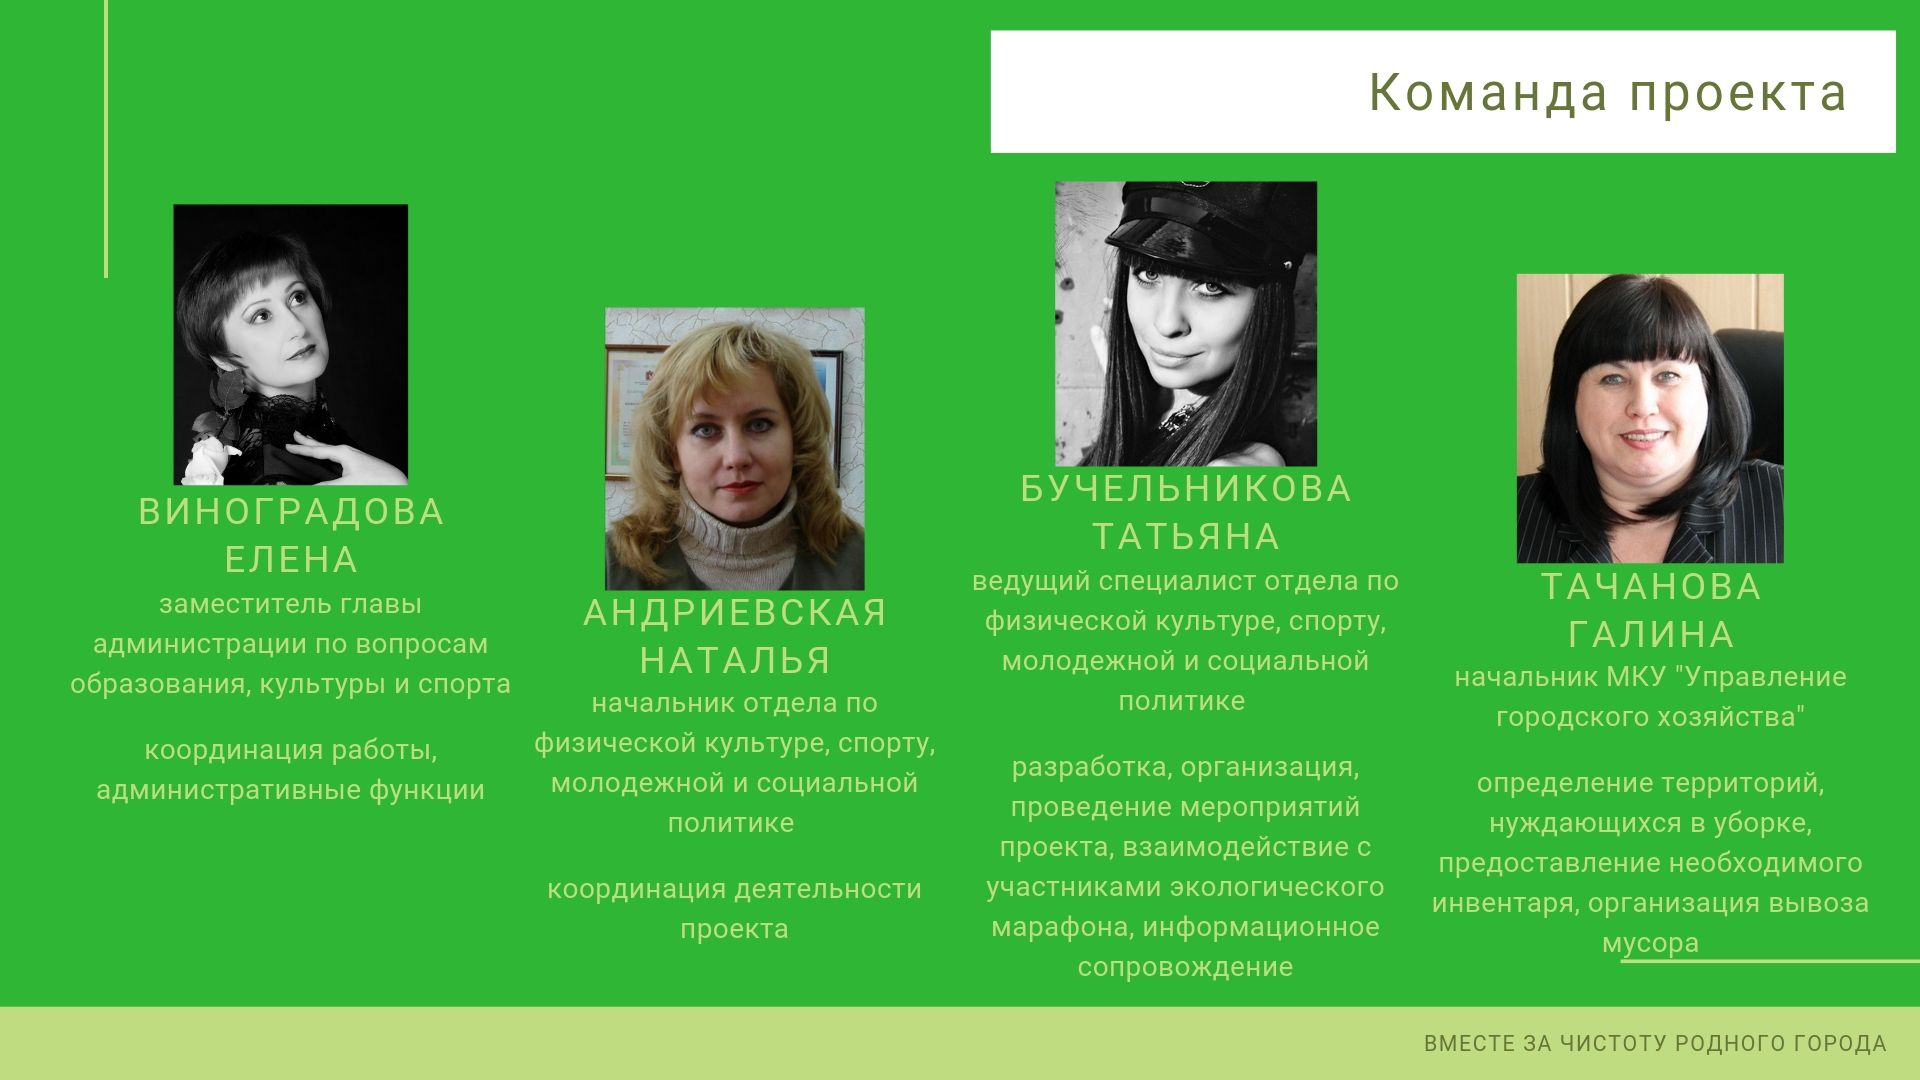 Команда проекта
ВИНОГРАДОВА
ЕЛЕНА
заместитель главы
администрации по вопросам
образования, культуры и спорта
координация работы,
административные функции
АНДРИЕВСКАЯ
НАТАЛЬЯ
начальник отдела по
физической культуре, спорту,
молодежной и социальной
политике
координация деятельности
проекта
БУЧЕЛЬНИКОВА
ТАТЬЯНА
ведущий специалист отдела по
физической культуре, спорту,
молодежной и социальной
политике
разработка, организация,
проведение мероприятий
проекта, взаимодействие с
участниками экологического
марафона, информационное
сопровождение
ТАЧАНОВА
ГАЛИНА
начальник МКУ "Управление
городского хозяйства"
определение территорий,
нуждающихся в уборке,
предоставление необходимого
инвентаря, организация вывоза
мусора
ВМЕСТЕ ЗА ЧИСТОТУ РОДНОГО ГОРОДА